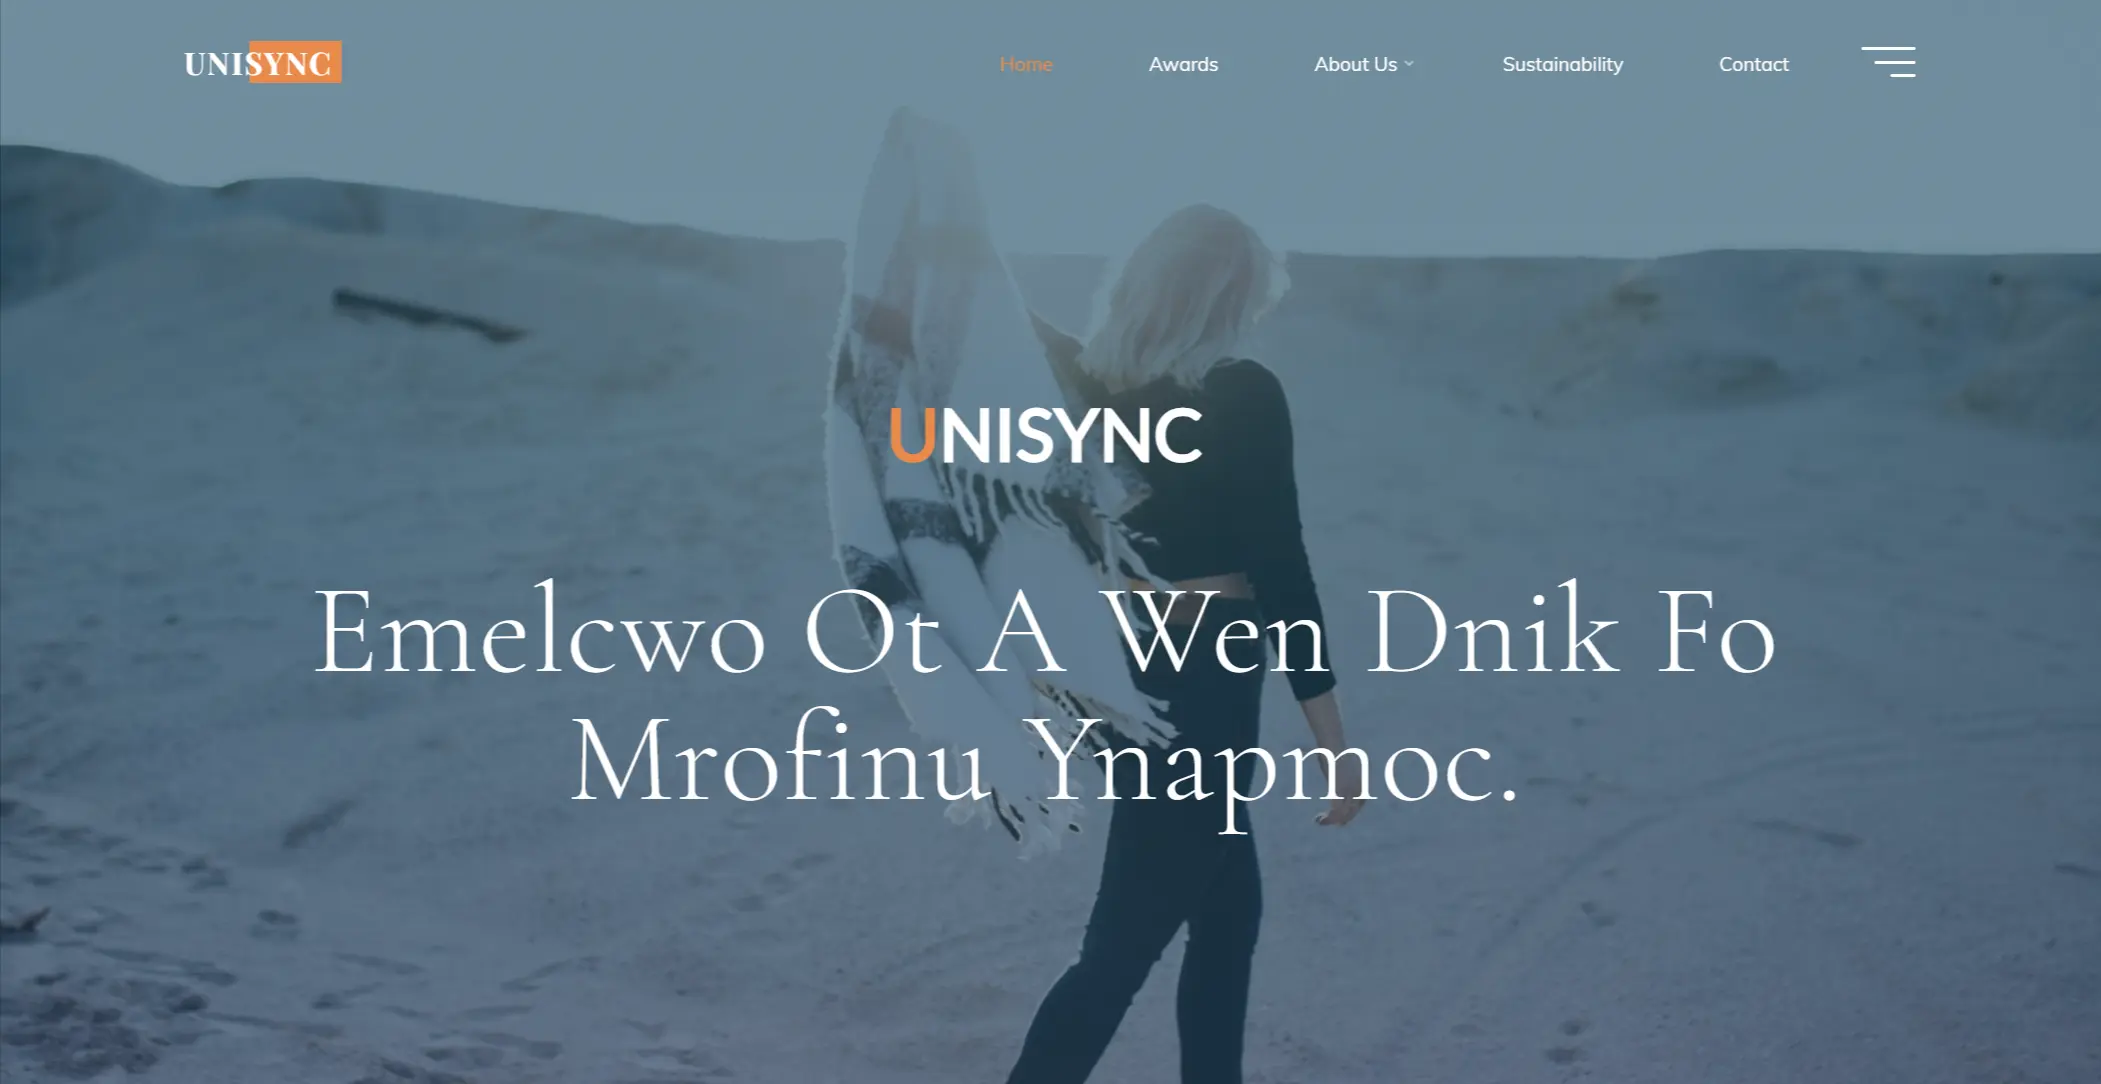 UNISYNC
Home Awards About Us Sustainability Contact
UNISYNC
Emelcwo Ot A Wen Dnik Fo
Mrofinu Ynapmoc.